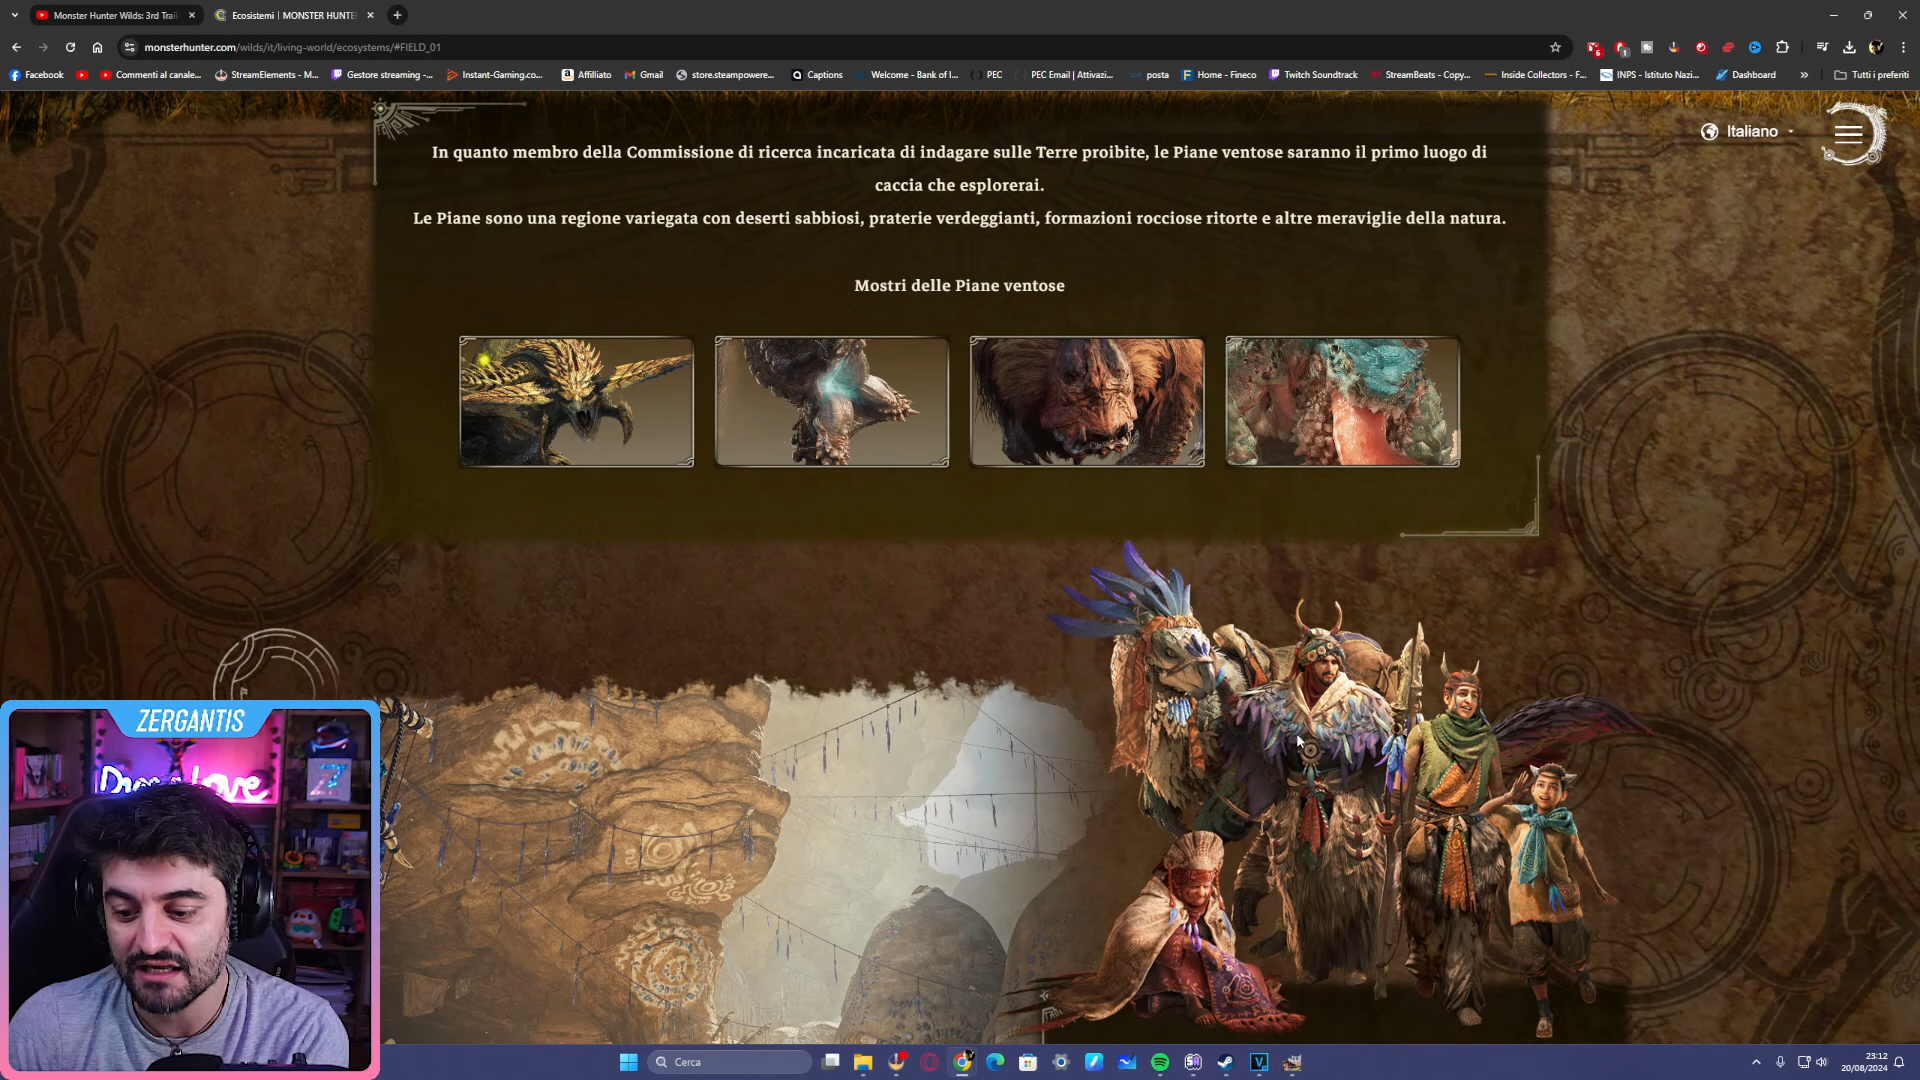 Monster Hunter Wilds: 3rd Trail
Ecosistemi | MONSTER HUNTE
monsterhunter.com/wilds/it/living-world/ecosystems/#FIELD_01
Facebook
Commenti al canale...
StreamElements - M...
Gestore streaming -...
Instant-Gaming.co...
Affilliato
Gmail
store.steampowere...
Captions
Welcome - Bank of I...
PEC
PEC Email | Attivazi...
posta
Home - Fineco
Twitch Soundtrack
StreamBeats - Copy...
Inside Collectors - F...
INPS - Istituto Nazi...
Dashboard
Tutti i preferiti
Italiano
In quanto membro della Commissione di ricerca incaricata di indagare sulle Terre proibite, le Piane ventose saranno il primo luogo di
caccia che esplorerai.
Le Piane sono una regione variegata con deserti sabbiosi, praterie verdeggianti, formazioni rocciose ritorte e altre meraviglie della natura.
Mostri delle Piane ventose
ZERGANTIS
Cerca
23:12
20/08/2024